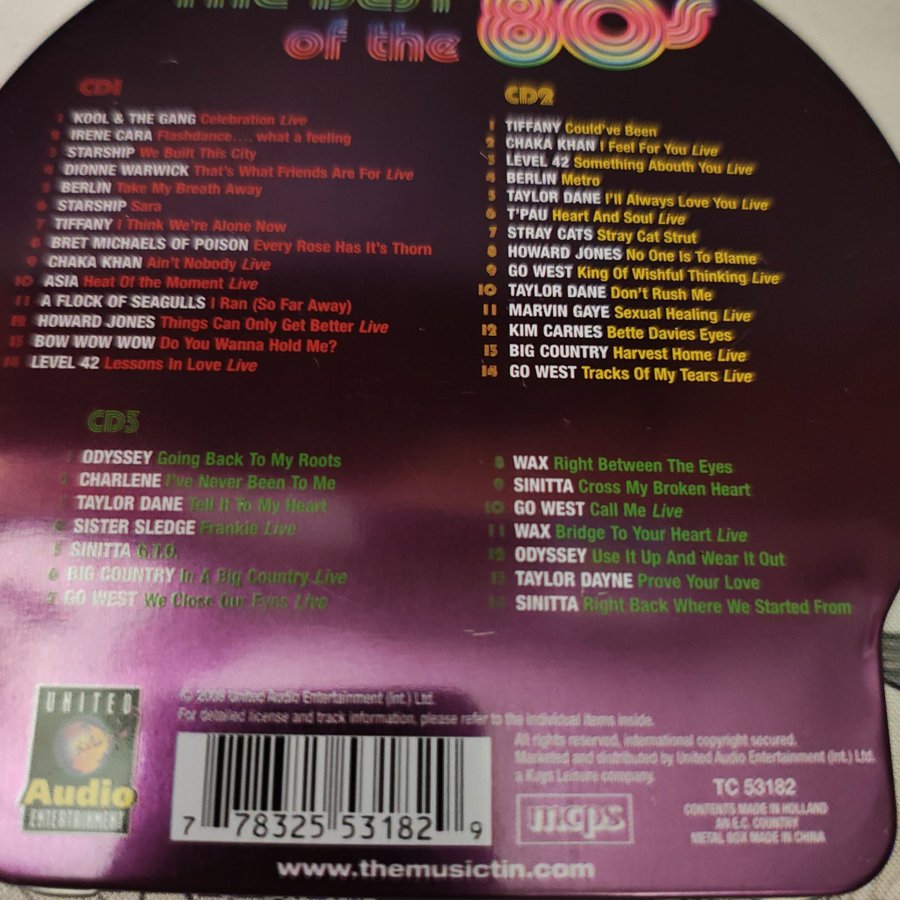 THE BEST
of the 80s
CD1
1 KOOL & THE GANG Celebration Live
2 IRENE CARA Flashdance.... what a feeling
3 STARSHIP We Built This City
4 DIONNE WARWICK That's What Friends Are For Live
5 BERLIN Take My Breath Away
6 STARSHIP Sara
7 TIFFANY I Think We're Alone Now
8 BRET MICHAELS OF POISON Every Rose Has It's Thorn
9 CHAKA KHAN Ain't Nobody Live
10 ASIA Heat Of the Moment Live
11 A FLOCK OF SEAGULLS I Ran (So Far Away)
12 HOWARD JONES Things Can Only Get Better Live
13 BOW WOW WOW Do You Wanna Hold Me?
14 LEVEL 42 Lessons In Love Live
CD2
1 TIFFANY Could've Been
2 CHAKA KHAN I Feel For You Live
3 LEVEL 42 Something Abouth You Live
4 BERLIN Metro
5 TAYLOR DANE I'll Always Love You Live
6 T'PAU Heart And Soul Live
7 STRAY CATS Stray Cat Strut
8 HOWARD JONES No One Is To Blame
9 GO WEST King Of Wishful Thinking Live
10 TAYLOR DANE Don't Rush Me
11 MARVIN GAYE Sexual Healing Live
12 KIM CARNES Bette Davies Eyes
13 BIG COUNTRY Harvest Home Live
14 GO WEST Tracks Of My Tears Live
CD3
1 ODYSSEY Going Back To My Roots
2 CHARLENE I've Never Been To Me
3 TAYLOR DANE Tell It To My Heart
4 SISTER SLEDGE Frankie Live
5 SINITTA G.T.O.
6 BIG COUNTRY In A Big Country Live
7 GO WEST We Close Our Eyes Live
8 WAX Right Between The Eyes
9 SINITTA Cross My Broken Heart
10 GO WEST Call Me Live
11 WAX Bridge To Your Heart Live
12 ODYSSEY Use It Up And Wear It Out
13 TAYLOR DAYNE Prove Your Love
14 SINITTA Right Back Where We Started From
UNITED
Audio
ENTERTAINMENT
© 2008 United Audio Entertainment (Int.) Ltd.
For detailed license and track information, please refer to the individual items inside.
All rights reserved, international copyright secured.
Marketed and distributed by United Audio Entertainment (Int.) Ltd.
a Kuys Leisure company.
7 78325 53182 9
mcps
TC 53182
CONTENTS MADE IN HOLLAND
AN E.C. COUNTRY
METAL BOX MADE IN CHINA
www.themusictin.com